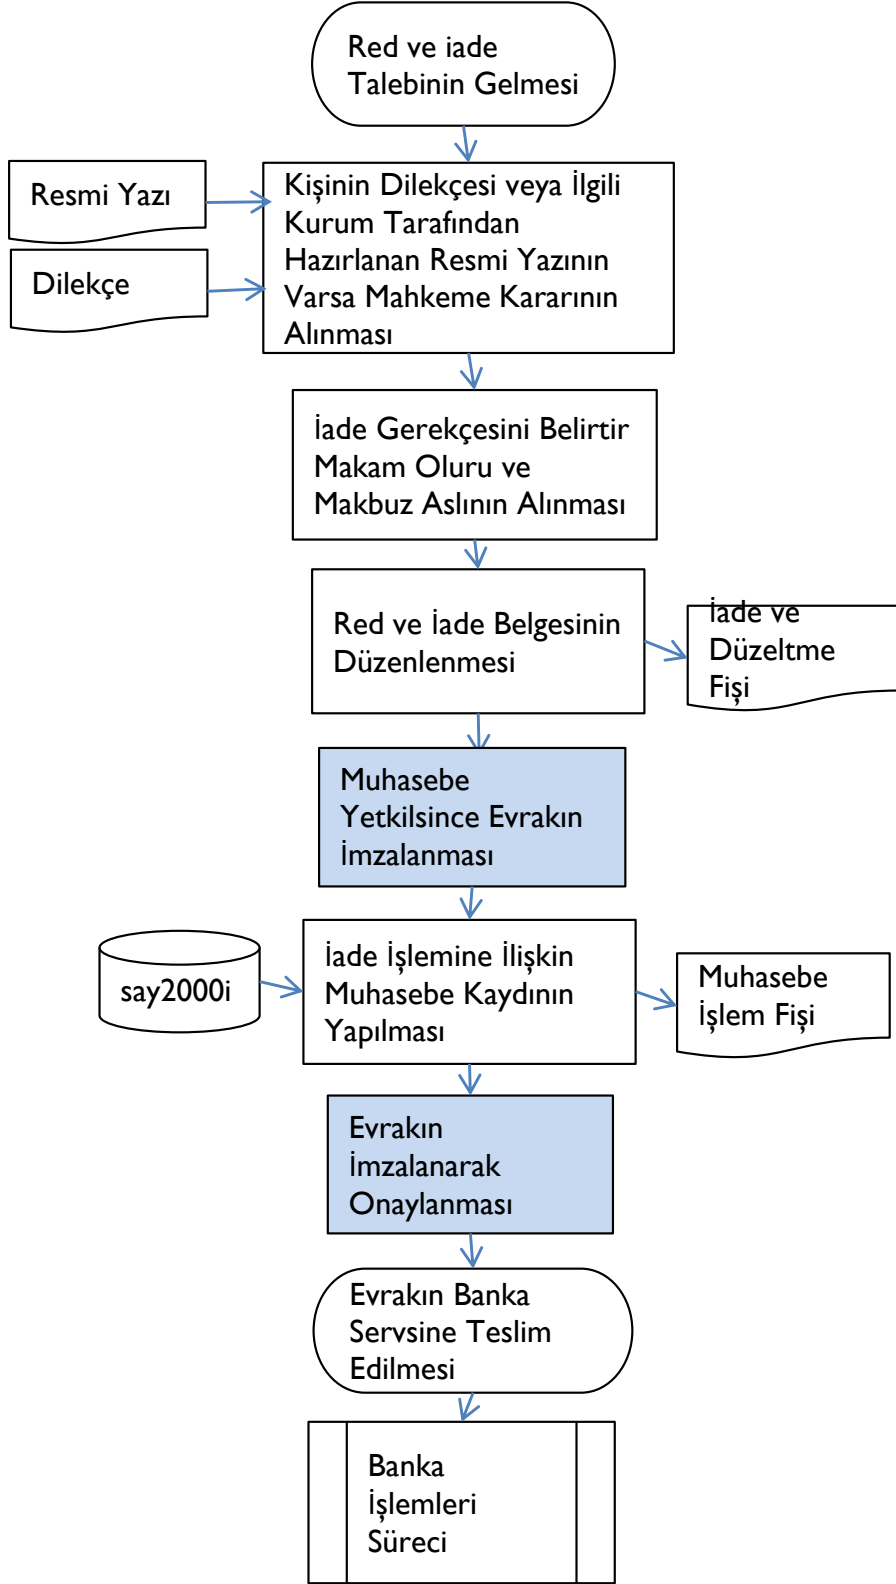 Red ve iade
Talebinin Gelmesi
Resmi Yazı
Dilekçe
Kişinin Dilekçesi veya İlgili
Kurum Tarafından
Hazırlanan Resmi Yazının
Varsa Mahkeme Kararının
Alınması
İade Gerekçesini Belirtir
Makam Oluru ve
Makbuz Aslının Alınması
Red ve İade Belgesinin
Düzenlenmesi
İade ve
Düzeltme
Fişi
Muhasebe
Yetkilsince Evrakın
İmzalanması
say2000i
İade İşlemine İlişkin
Muhasebe Kaydının
Yapılması
Muhasebe
İşlem Fişi
Evrakın
İmzalanarak
Onaylanması
Evrakın Banka
Servsine Teslim
Edilmesi
Banka
İşlemleri
Süreci